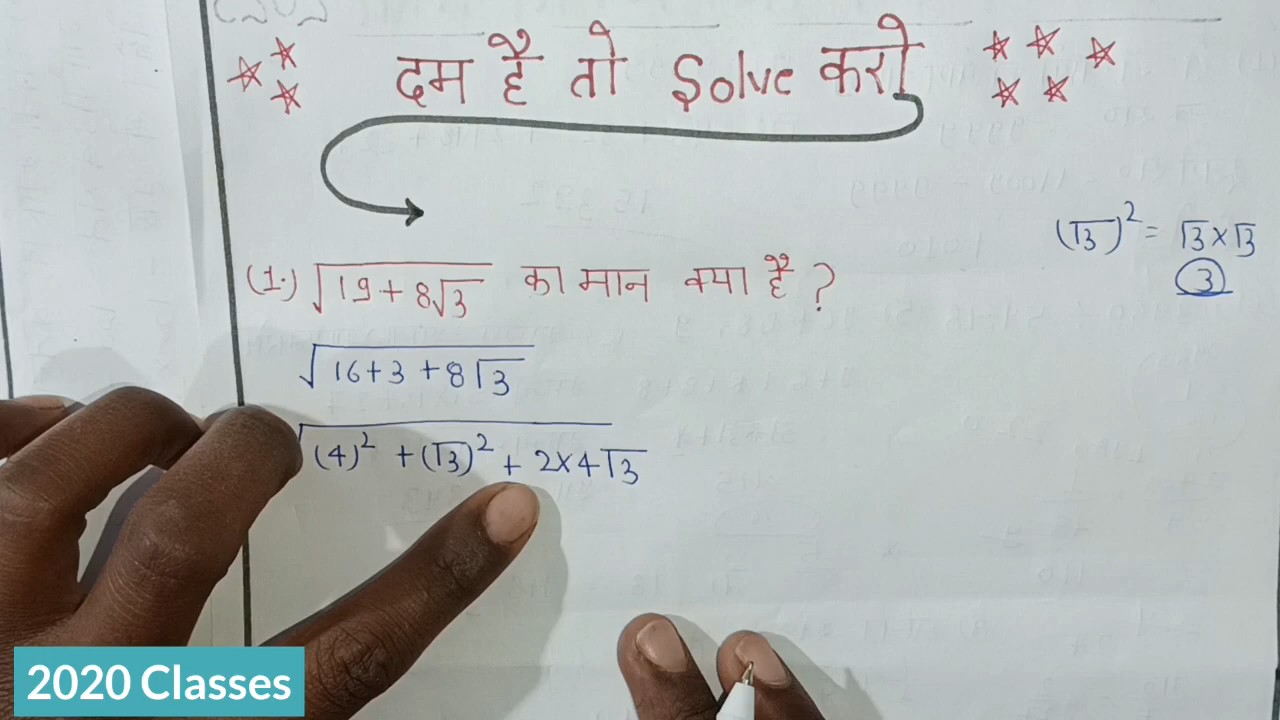 दम है तो Solve करो
(√3)² = √3×√3
3
(1.) √19+8√3 का मान क्या है ?
√16+3+8√3
√(4)²+(√3)²+2×4√3
2020 Classes